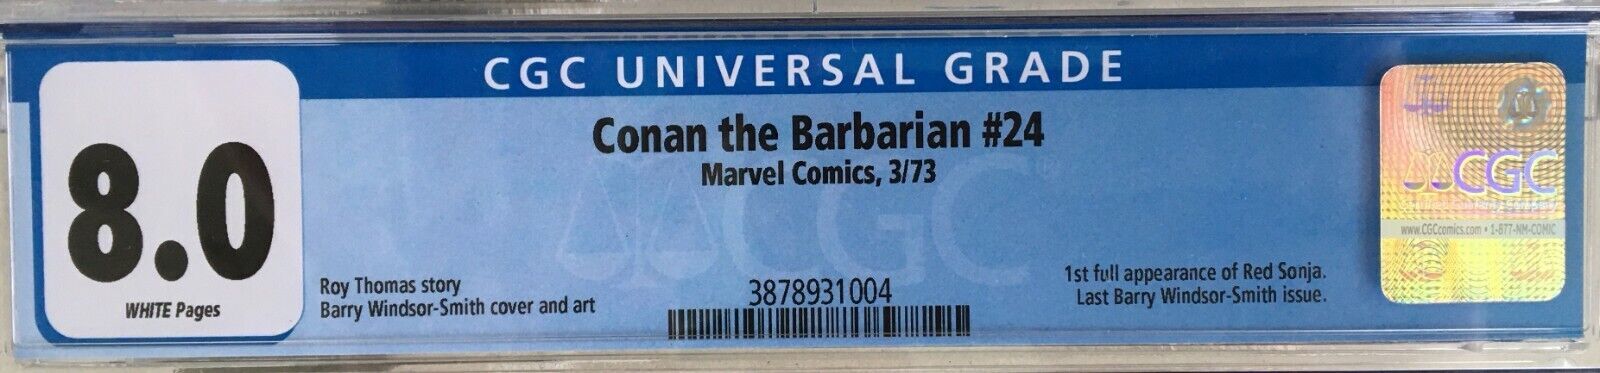 CGC UNIVERSAL GRADE
8.0
WHITE Pages
Conan the Barbarian #24
Marvel Comics, 3/73
Roy Thomas story
Barry Windsor-Smith cover and art
3878931004
1st full appearance of Red Sonja.
Last Barry Windsor-Smith issue.
CGC
CGC
www.CGCcomics.com • 1-877-NM-COMIC